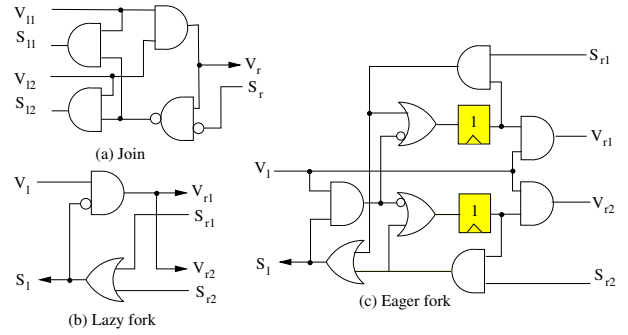 V l1
S l1
V l2
S l2
V r
S r
(a) Join
V l
V r1
S r1
S l
V r2
S r2
(b) Lazy fork
S r1
1
V r1
V l
1
V r2
S l
S r2
(c) Eager fork